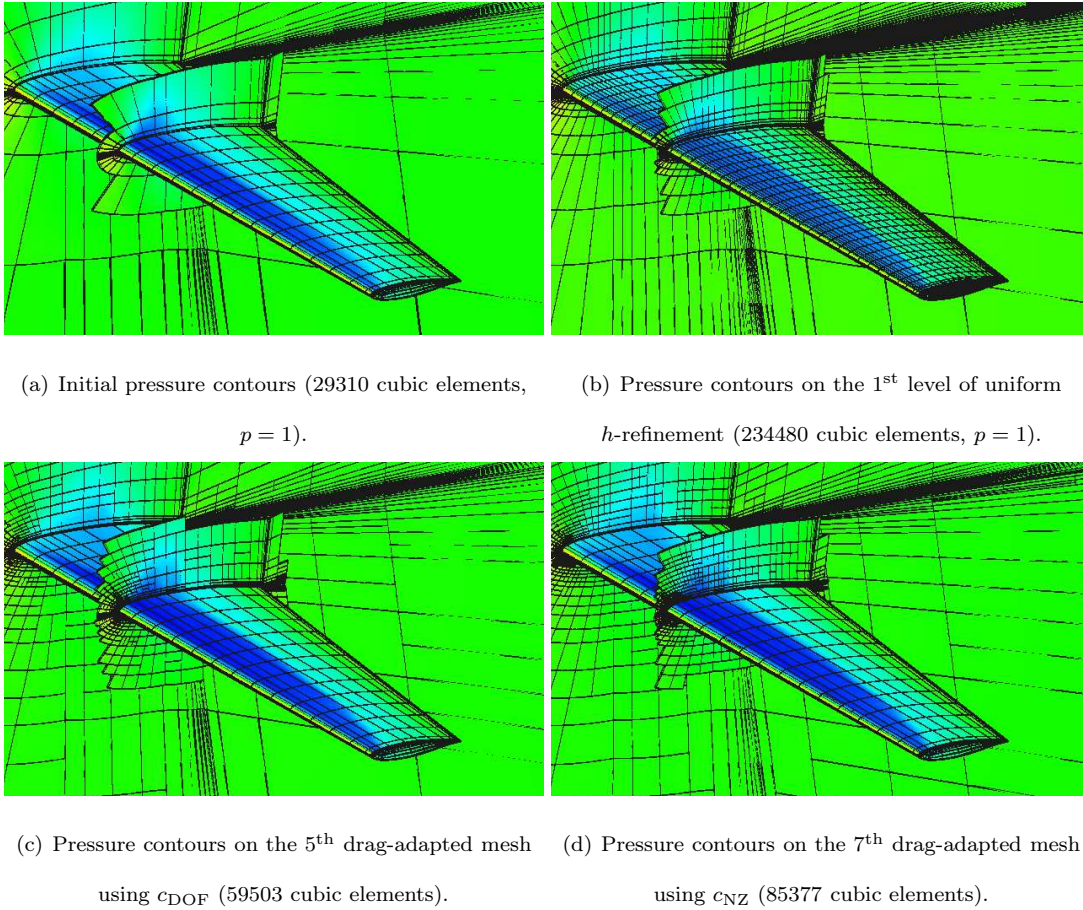 (a) Initial pressure contours (29310 cubic elements,
p = 1).
(b) Pressure contours on the 1st level of uniform
h-refinement (234480 cubic elements, p = 1).
(c) Pressure contours on the 5th drag-adapted mesh
using cDOF (59503 cubic elements).
(d) Pressure contours on the 7th drag-adapted mesh
using cNZ (85377 cubic elements).